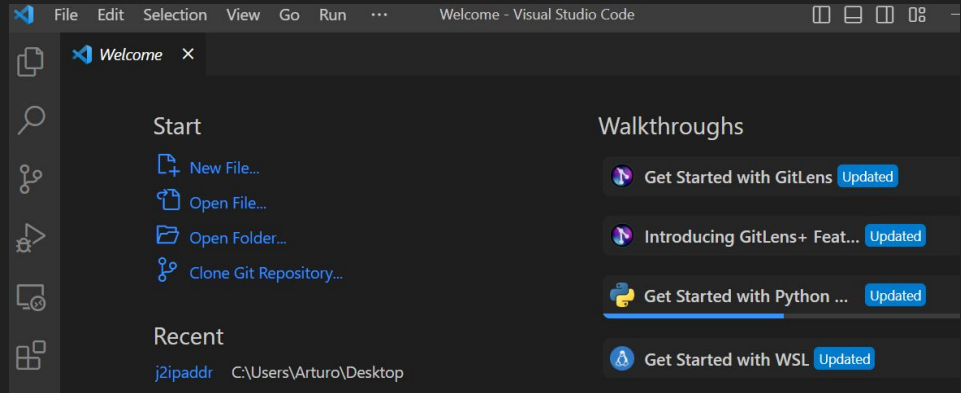 File Edit Selection View Go Run ··· Welcome - Visual Studio Code
Welcome
Start
New File...
Open File...
Open Folder...
Clone Git Repository...
Recent
j2ipaddr C:\Users\Arturo\Desktop
Walkthroughs
Get Started with GitLens Updated
Introducing GitLens+ Feat... Updated
Get Started with Python ... Updated
Get Started with WSL Updated